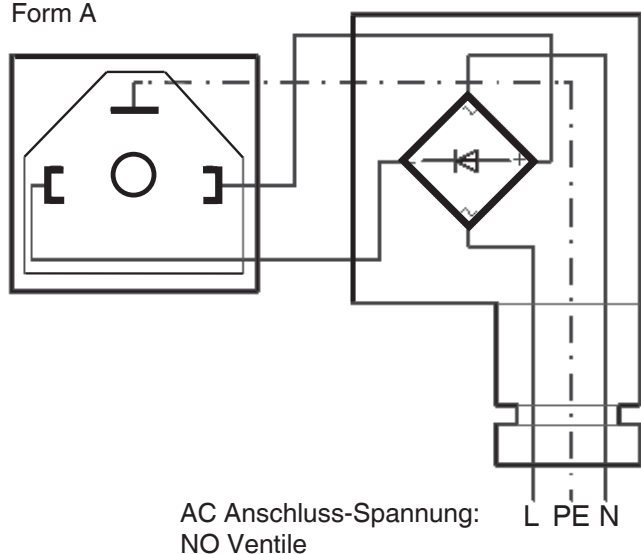 Form A
~
- +
~
AC Anschluss-Spannung: L PE N
NO Ventile